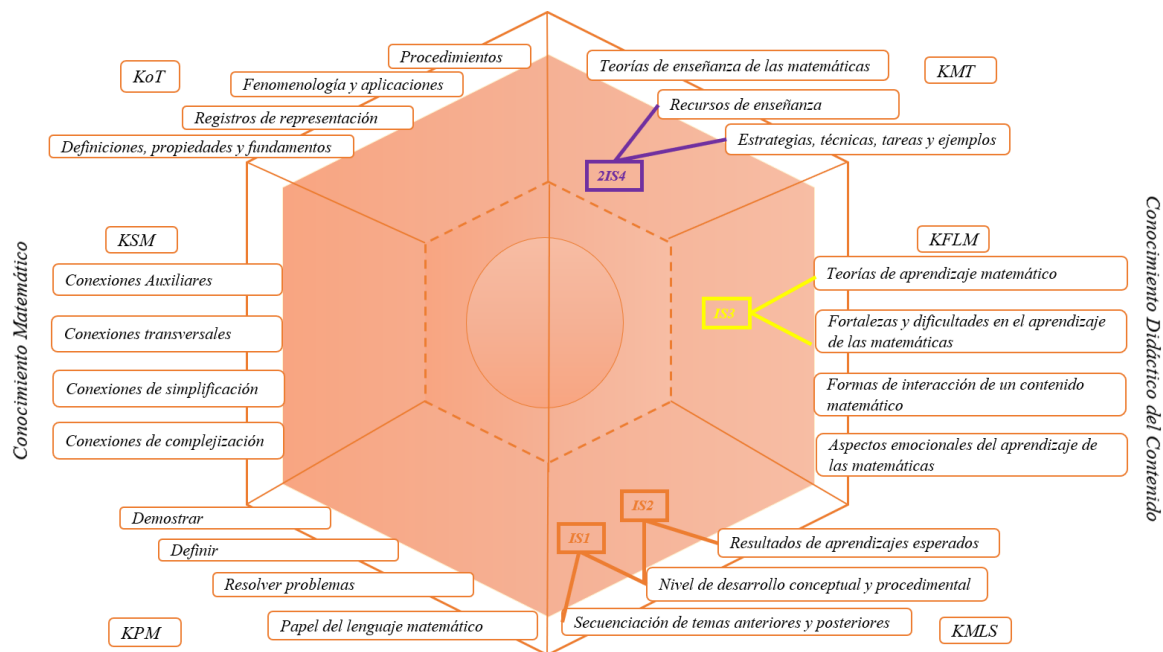 KoT
Procedimientos
Fenomenología y aplicaciones
Registros de representación
Definiciones, propiedades y fundamentos
Teorías de enseñanza de las matemáticas
KMT
Recursos de enseñanza
Estrategias, técnicas, tareas y ejemplos
2IS4
Conocimiento Matemático
KSM
Conexiones Auxiliares
Conexiones transversales
Conexiones de simplificación
Conexiones de complejización
KFLM
Teorías de aprendizaje matemático
IS3
Fortalezas y dificultades en el aprendizaje
de las matemáticas
Formas de interacción de un contenido
matemático
Aspectos emocionales del aprendizaje de
las matemáticas
Conocimiento Didáctico del Contenido
Demostrar
Definir
Resolver problemas
Papel del lenguaje matemático
KPM
IS2
IS1
Resultados de aprendizajes esperados
Nivel de desarrollo conceptual y procedimental
Secuenciación de temas anteriores y posteriores
KMLS